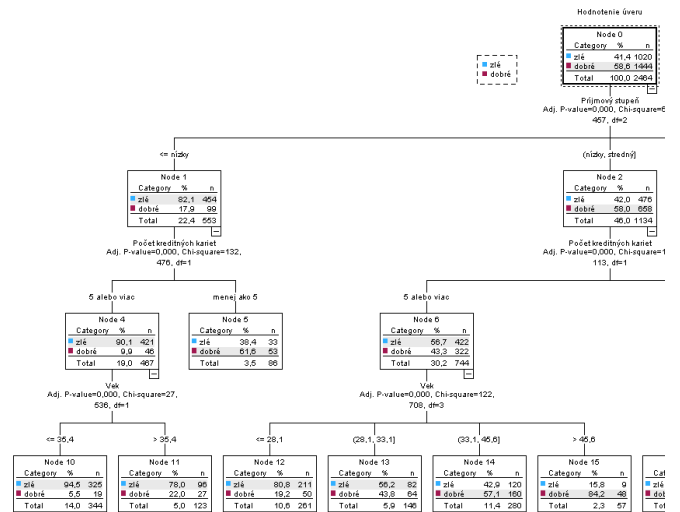 Hodnotenie úveru
zlé
dobré
Node 0
Category % n
zlé 41,4 1020
dobré 58,6 1444
Total 100,0 2464
Príjmový stupeň
Adj. P-value=0,000, Chi-square=6
457, df=2
<= nízky
(nízky, stredný]
Node 1
Category % n
zlé 82,1 454
dobré 17,9 99
Total 22,4 553
Node 2
Category % n
zlé 42,0 476
dobré 58,0 658
Total 46,0 1134
Počet kreditných kariet
Adj. P-value=0,000, Chi-square=132,
476, df=1
Počet kreditných kariet
Adj. P-value=0,000, Chi-square=1
113, df=1
5 alebo viac
menej ako 5
5 alebo viac
Node 4
Category % n
zlé 90,1 421
dobré 9,9 46
Total 19,0 467
Node 5
Category % n
zlé 38,4 33
dobré 61,6 53
Total 3,5 86
Node 6
Category % n
zlé 56,7 422
dobré 43,3 322
Total 30,2 744
Vek
Adj. P-value=0,000, Chi-square=27,
536, df=1
Vek
Adj. P-value=0,000, Chi-square=122,
708, df=3
<= 35,4
> 35,4
<= 28,1
(28,1, 33,1]
(33,1, 45,6]
> 45,6
Node 10
Category % n
zlé 94,5 325
dobré 5,5 19
Total 14,0 344
Node 11
Category % n
zlé 78,0 96
dobré 22,0 27
Total 5,0 123
Node 12
Category % n
zlé 80,8 211
dobré 19,2 50
Total 10,6 261
Node 13
Category % n
zlé 56,2 82
dobré 43,8 64
Total 5,9 146
Node 14
Category % n
zlé 42,9 120
dobré 57,1 160
Total 11,4 280
Node 15
Category % n
zlé 15,8 9
dobré 84,2 48
Total 2,3 57
Cat
zlé
dob
Tot